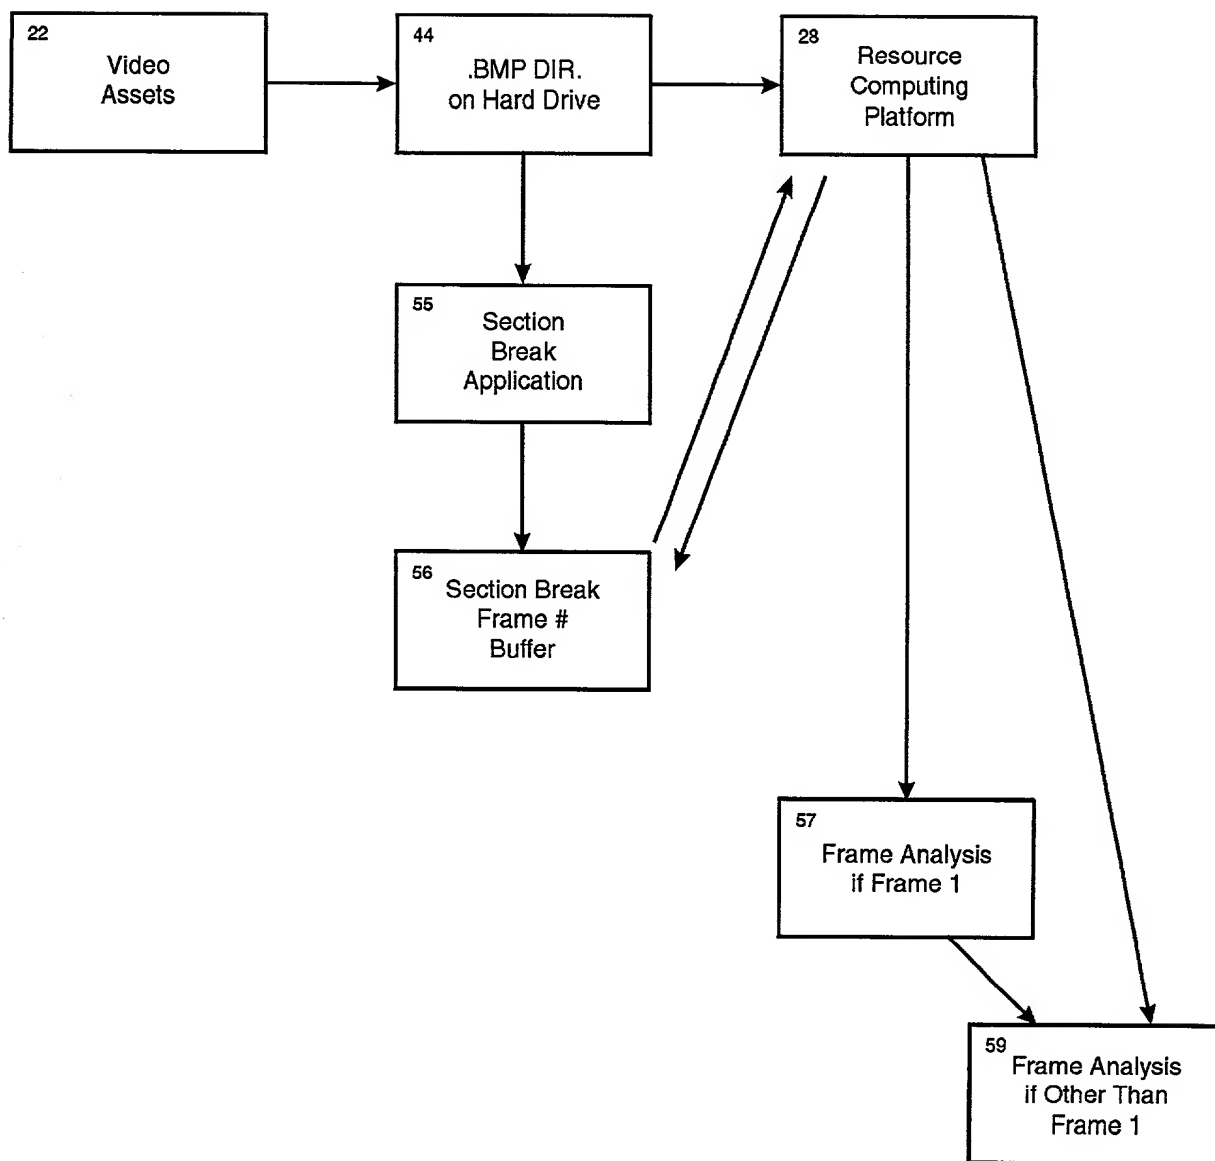 22
Video
Assets
44
.BMP DIR.
on Hard Drive
28
Resource
Computing
Platform
55
Section
Break
Application
56
Section Break
Frame #
Buffer
57
Frame Analysis
if Frame 1
59
Frame Analysis
if Other Than
Frame 1